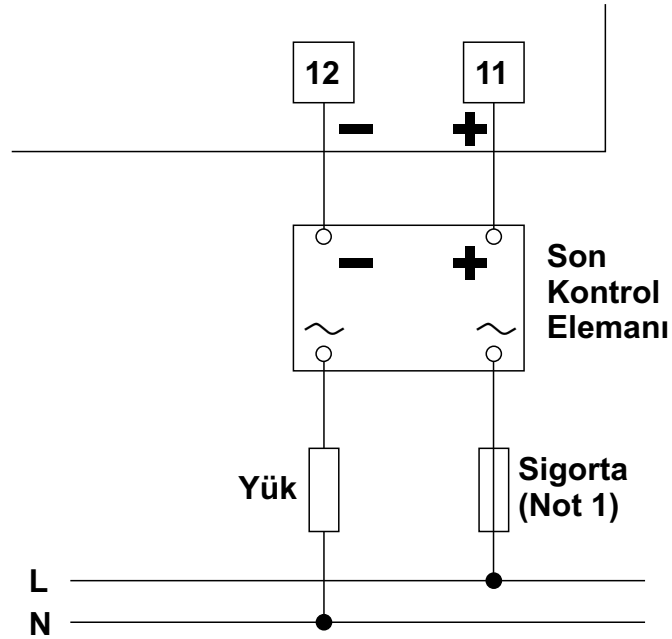 12
11
− +
− +
Son
Kontrol
Elemanı
~ ~
Yük
Sigorta
(Not 1)
L
N